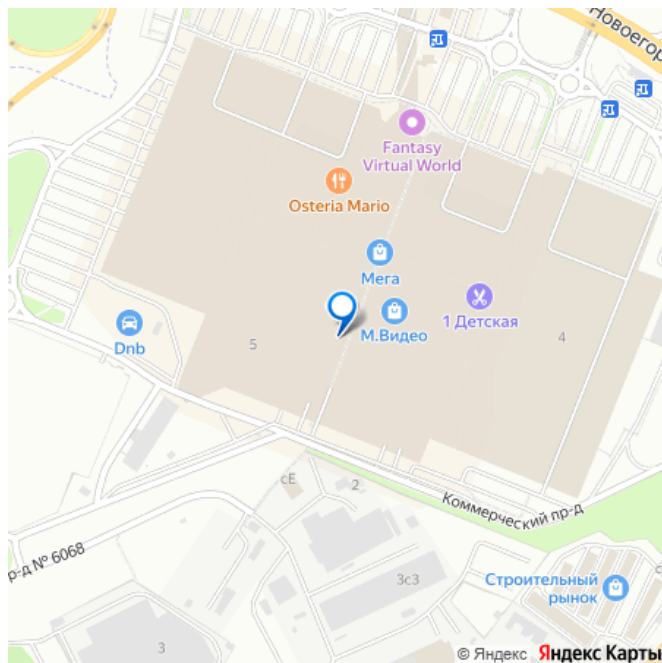 Новоегор
Fantasy
Virtual World
Osteria Mario
Мега
М.Видео
1 Детская
Dnb
5
4
сЕ
2
Коммерческий пр-д
р-д № 6068
3с3
Строительный
рынок
с
3
© Яндекс Яндекс Карты